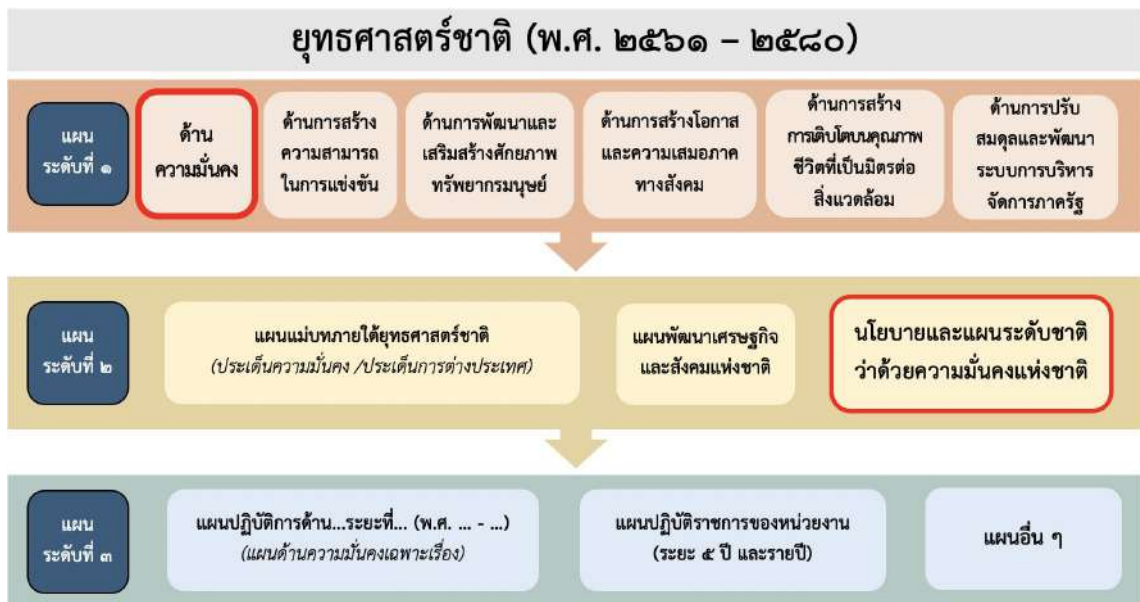 ยุทธศาสตร์ชาติ (พ.ศ. ๒๕๖๑ – ๒๕๘๐)
แผน
ระดับที่ ๑
ด้าน
ความมั่นคง
ด้านการสร้าง
ความสามารถ
ในการแข่งขัน
ด้านการพัฒนาและ
เสริมสร้างศักยภาพ
ทรัพยากรมนุษย์
ด้านการสร้างโอกาส
และความเสมอภาค
ทางสังคม
ด้านการสร้าง
การเติบโตบนคุณภาพ
ชีวิตที่เป็นมิตรต่อ
สิ่งแวดล้อม
ด้านการปรับ
สมดุลและพัฒนา
ระบบการบริหาร
จัดการภาครัฐ
แผน
ระดับที่ ๒
แผนแม่บทภายใต้ยุทธศาสตร์ชาติ
(ประเด็นความมั่นคง /ประเด็นการต่างประเทศ)
แผนพัฒนาเศรษฐกิจ
และสังคมแห่งชาติ
นโยบายและแผนระดับชาติ
ว่าด้วยความมั่นคงแห่งชาติ
แผน
ระดับที่ ๓
แผนปฏิบัติการด้าน...ระยะที่... (พ.ศ. ... - ...)
(แผนด้านความมั่นคงเฉพาะเรื่อง)
แผนปฏิบัติราชการของหน่วยงาน
(ระยะ ๕ ปี และรายปี)
แผนอื่น ๆ